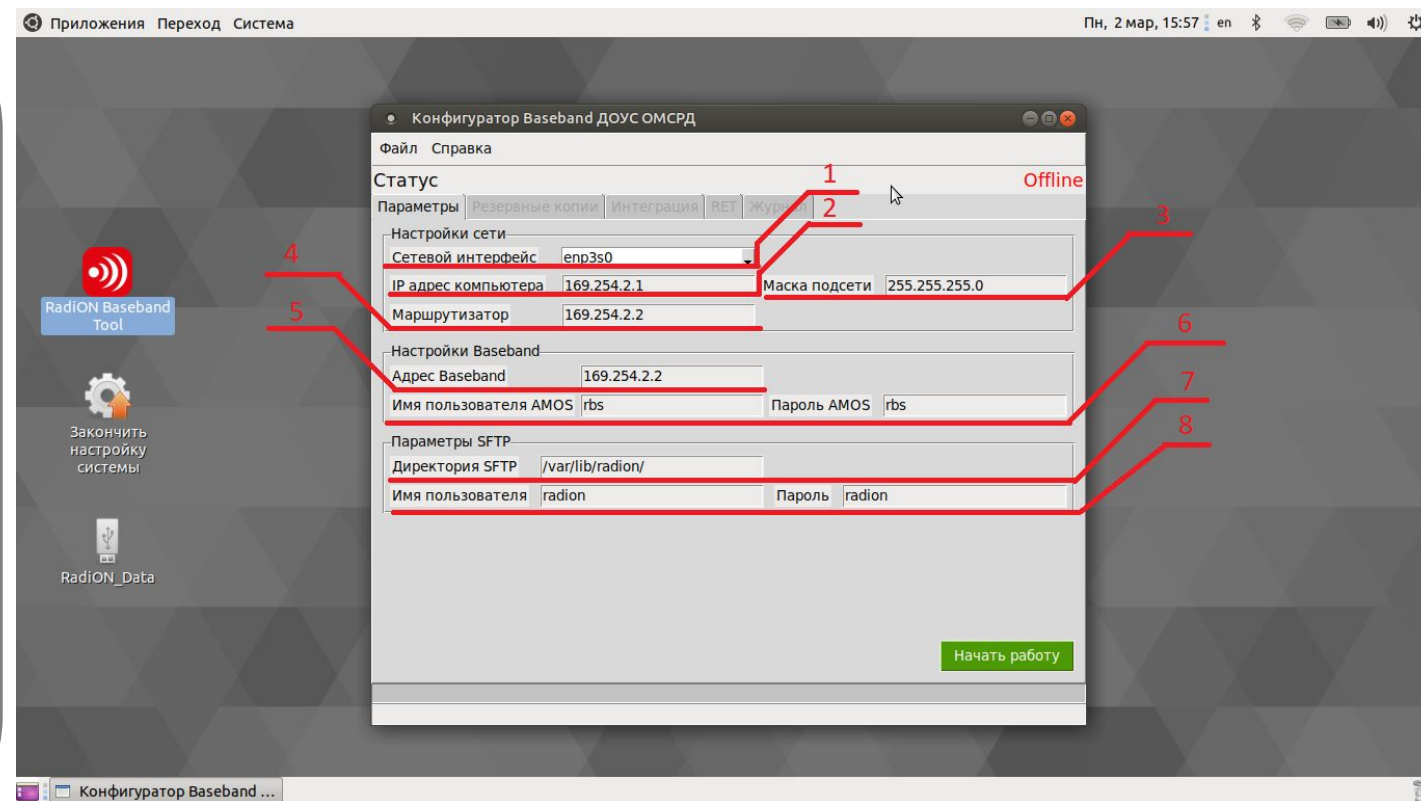 Приложения Переход Система
Пн, 2 мар, 15:57 en
Конфигуратор Baseband ДОУС ОМСРД
Файл Справка
Статус Offline
1
Параметры Резервные копии Интеграция RET Журнал
2
3
Настройки сети
Сетевой интерфейс enp3s0
4
IP адрес компьютера 169.254.2.1 Маска подсети 255.255.255.0
RadiON Baseband
Tool
5
Маршрутизатор 169.254.2.2
6
Настройки Baseband
Адрес Baseband 169.254.2.2
7
Имя пользователя AMOS rbs Пароль AMOS rbs
8
Закончить
настройку
системы
Параметры SFTP
Директория SFTP /var/lib/radion/
Имя пользователя radion Пароль radion
RadiON_Data
Начать работу
Конфигуратор Baseband ...